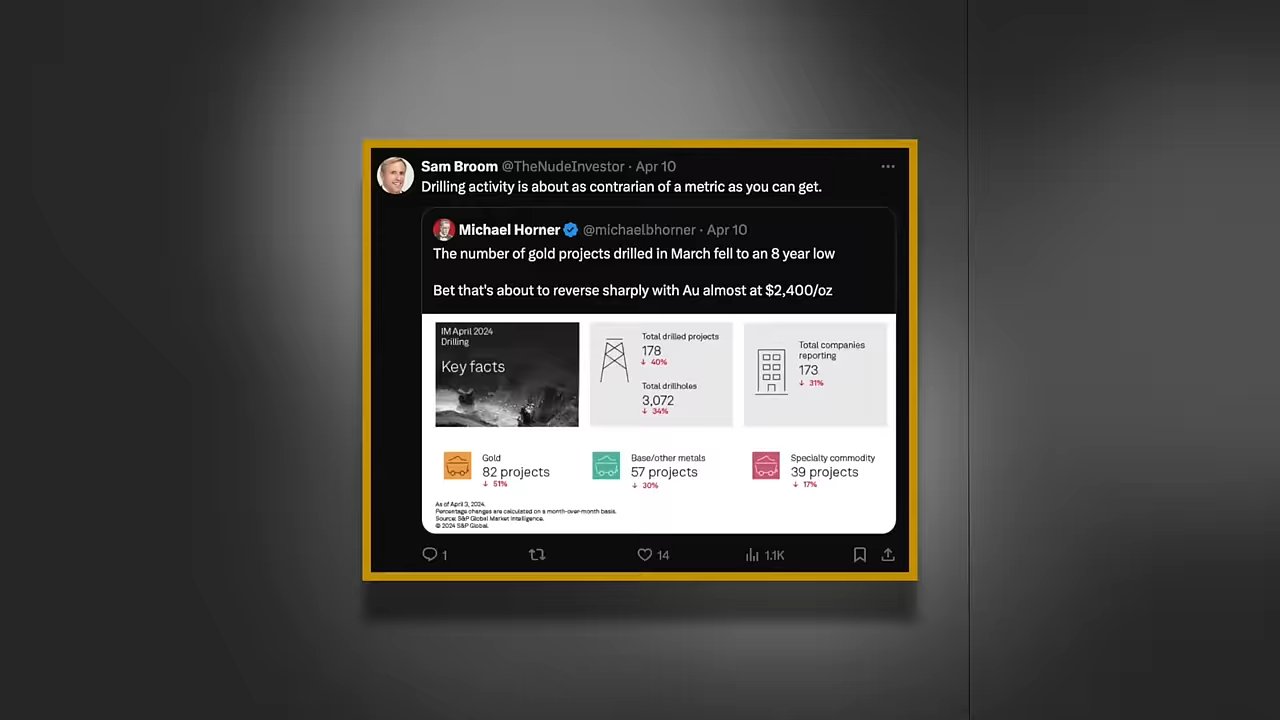 Sam Broom @TheNudeInvestor · Apr 10
Drilling activity is about as contrarian of a metric as you can get.
Michael Horner @michaelbhorner · Apr 10
The number of gold projects drilled in March fell to an 8 year low
Bet that's about to reverse sharply with Au almost at $2,400/oz
IM April 2024
Drilling
Key facts
Total drilled projects
178
↓ 40%
Total drillholes
3,072
↓ 34%
Total companies
reporting
173
↓ 31%
Gold
82 projects
↓ 51%
Base/other metals
57 projects
↓ 30%
Specialty commodity
39 projects
↓ 17%
As of April 3, 2024.
Percentage changes are calculated on a month-over-month basis.
Source: S&P Global Market Intelligence.
© 2024 S&P Global.
1
14
1.1K